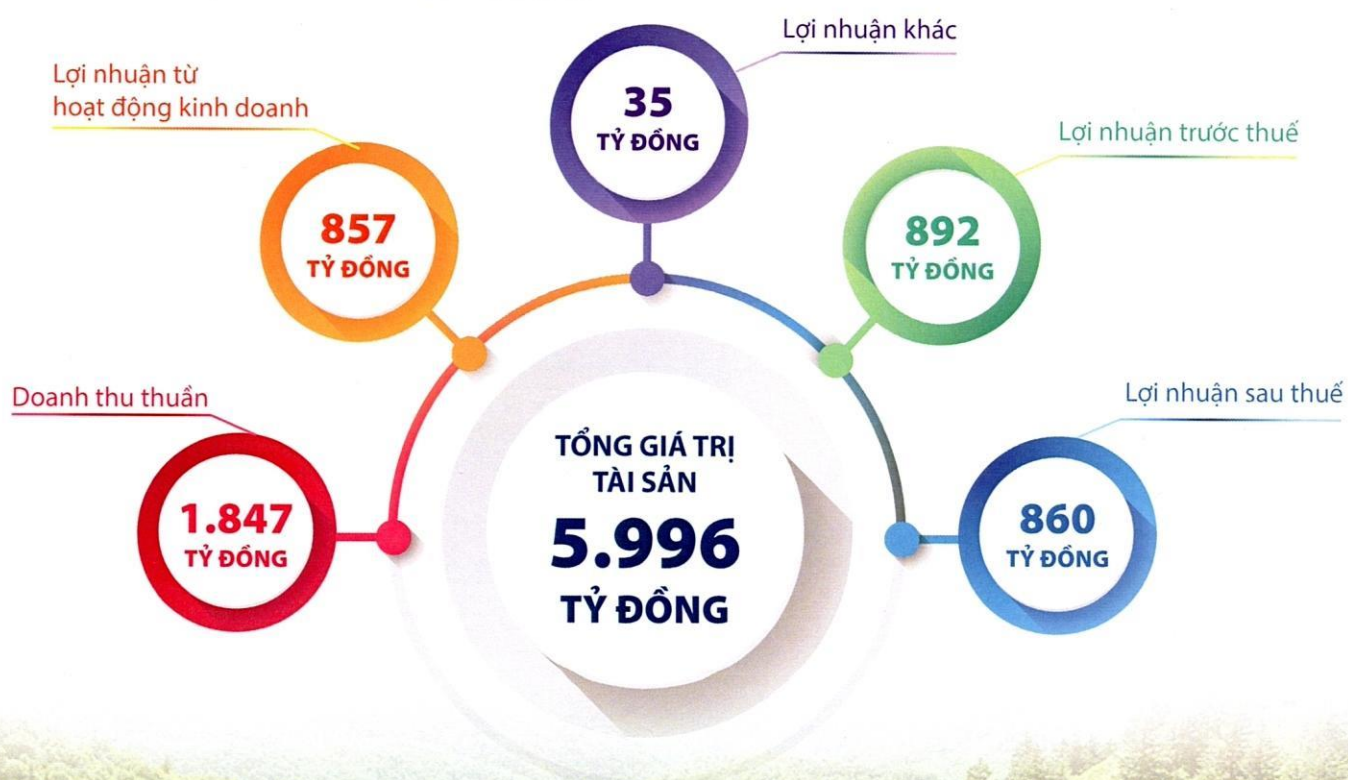 Lợi nhuận khác
35
TỶ ĐỒNG
Lợi nhuận từ
hoạt động kinh doanh
857
TỶ ĐỒNG
Lợi nhuận trước thuế
892
TỶ ĐỒNG
Doanh thu thuần
1.847
TỶ ĐỒNG
Lợi nhuận sau thuế
860
TỶ ĐỒNG
TỔNG GIÁ TRỊ
TÀI SẢN
5.996
TỶ ĐỒNG